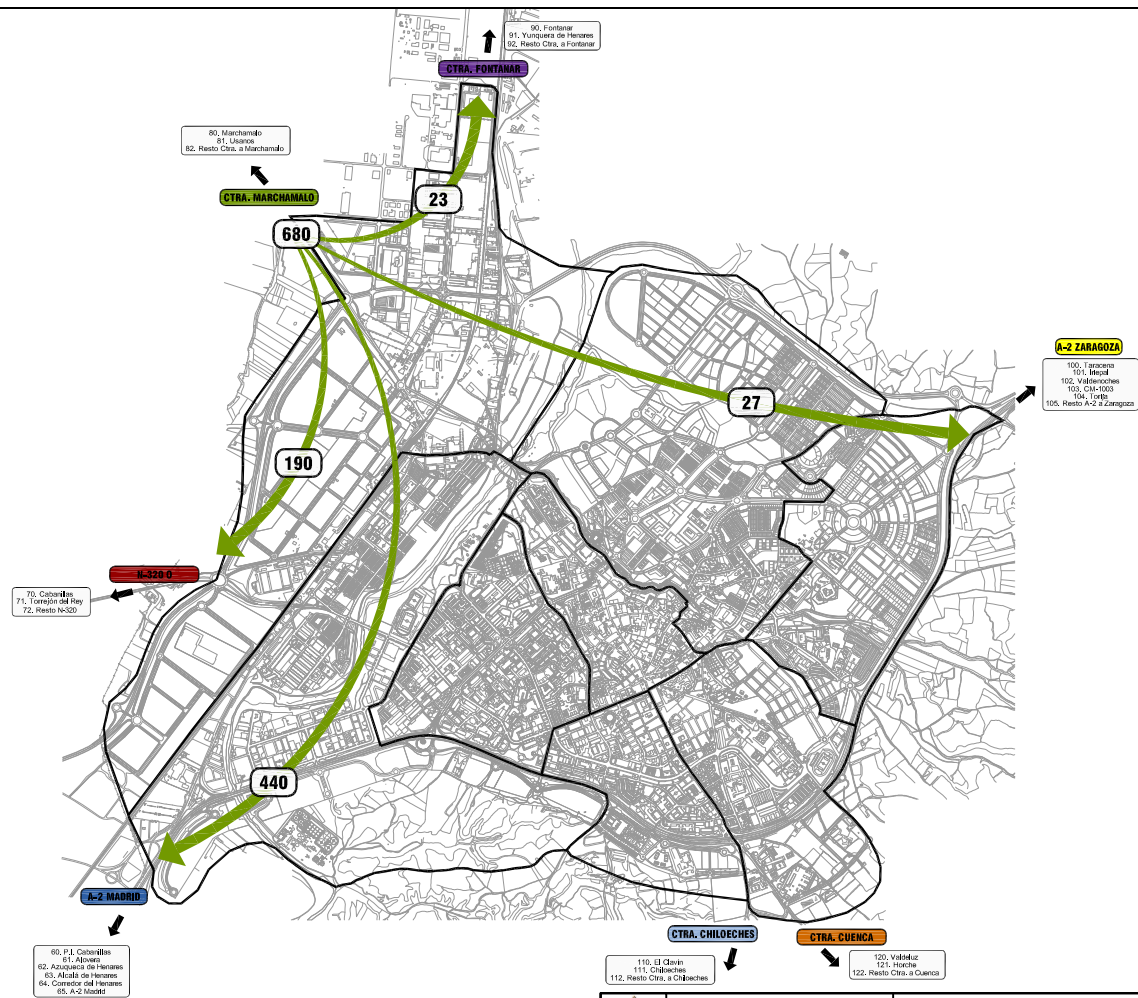 90. Fontanar
91. Yunquera de Henares
92. Resto Ctra. a Fontanar
CTRA. FONTANAR
80. Marchamalo
81. Usanos
82. Resto Ctra. a Marchamalo
CTRA. MARCHAMALO
23
680
A-2 ZARAGOZA
100. Taracena
101. Iriepal
102. Valdenoches
103. CM-1003
104. Tortja
105. Resto A-2 a Zaragoza
27
190
N-320 O
70. Cabanillas
71. Torrejón del Rey
72. Resto N-320
440
A-2 MADRID
60. P.I. Cabanillas
61. Alovera
62. Azuqueca de Henares
63. Alcalá de Henares
64. Corredor del Henares
65. A-2 Madrid
CTRA. CHILOECHES
110. El Clavín
111. Chiloeches
112. Resto Ctra. a Chiloeches
CTRA. CUENCA
120. Valdeluz
121. Horche
122. Resto Ctra. a Cuenca